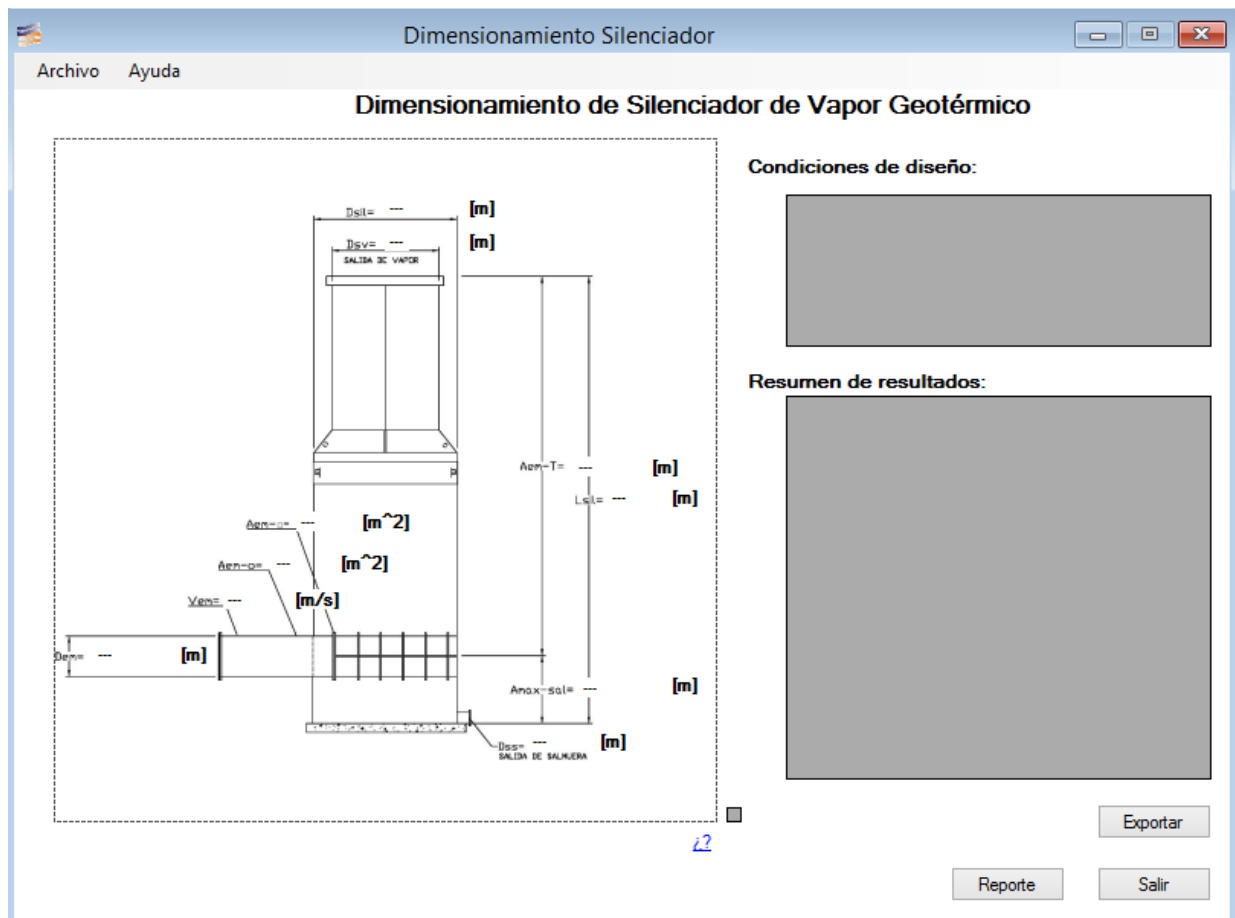 Dimensionamiento Silenciador
Archivo Ayuda
Dimensionamiento de Silenciador de Vapor Geotérmico
Condiciones de diseño:
Dsil= --- [m]
Dsv= --- [m]
SALIDA DE VAPOR
Resumen de resultados:
Aem-T= --- [m]
Lsil= --- [m]
--- [m^2]
Aem-o= --- [m^2]
Vem= --- [m/s]
Dem= --- [m]
Amax-sal= --- [m]
Dss= --- [m]
SALIDA DE SALMUERA
¿?
Exportar
Reporte Salir